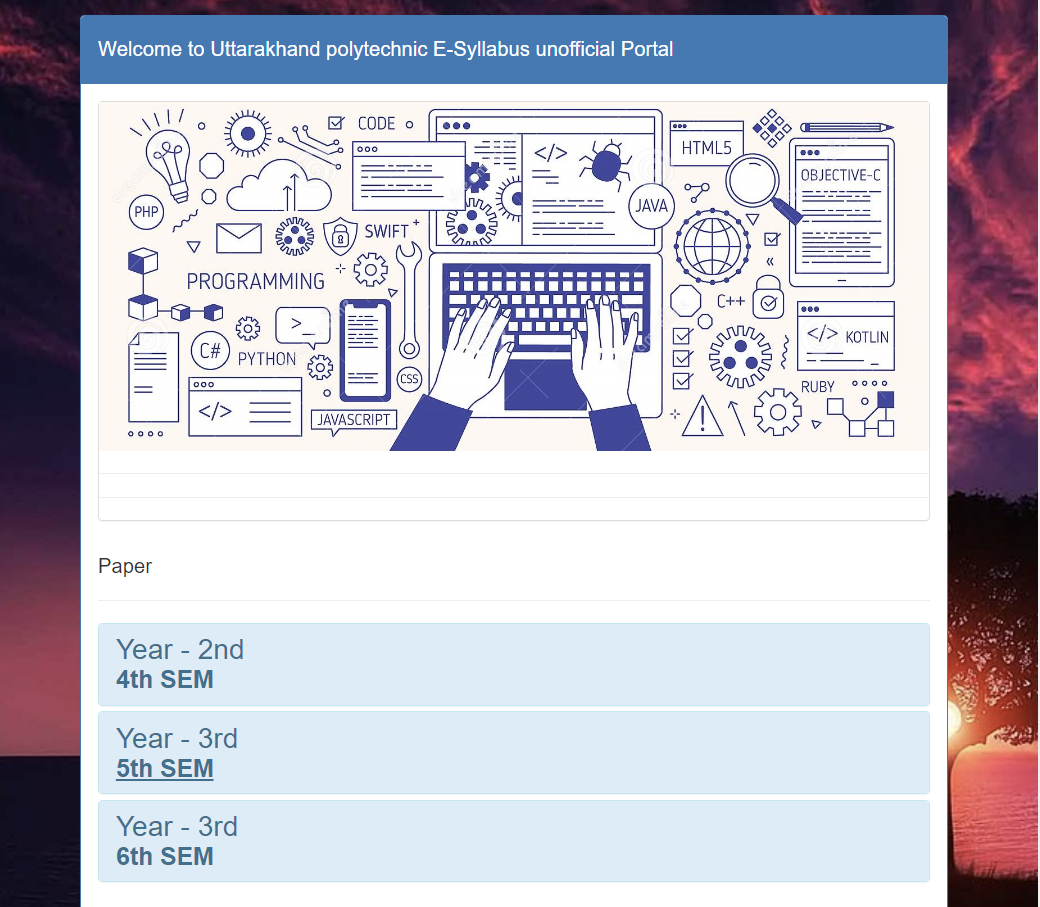 Welcome to Uttarakhand polytechnic E-Syllabus unofficial Portal
CODE
HTML5
</>
OBJECTIVE-C
PHP
JAVA
SWIFT
PROGRAMMING
C++
>_
</> KOTLIN
C#
PYTHON
CSS
RUBY
</>
JAVASCRIPT
Paper
Year - 2nd
4th SEM
Year - 3rd
5th SEM
Year - 3rd
6th SEM